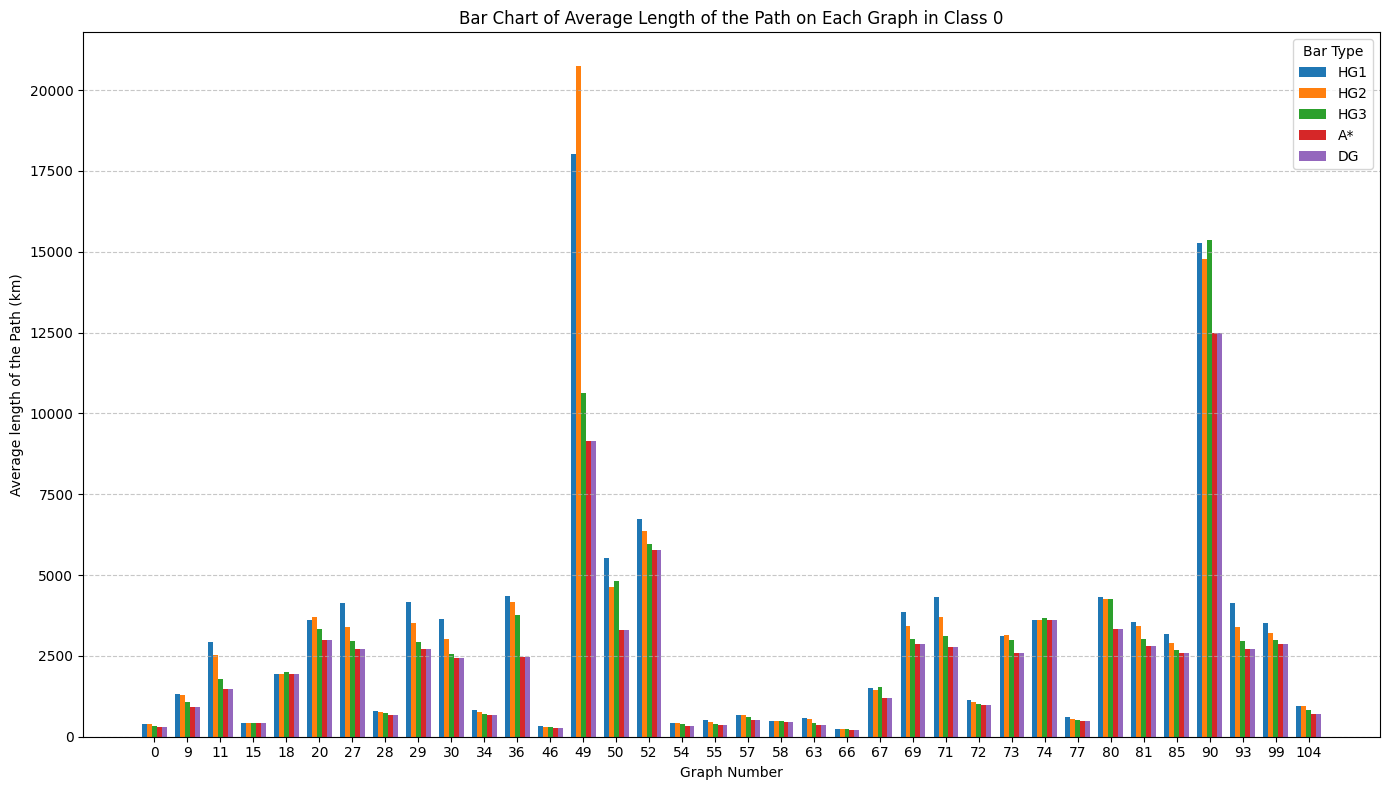 Bar Chart of Average Length of the Path on Each Graph in Class 0
Bar Type
HG1
HG2
HG3
A*
DG
Average length of the Path (km)
20000
17500
15000
12500
10000
7500
5000
2500
0
0 9 11 15 18 20 27 28 29 30 34 36 46 49 50 52 54 55 57 58 63 66 67 69 71 72 73 74 77 80 81 85 90 93 99 104
Graph Number